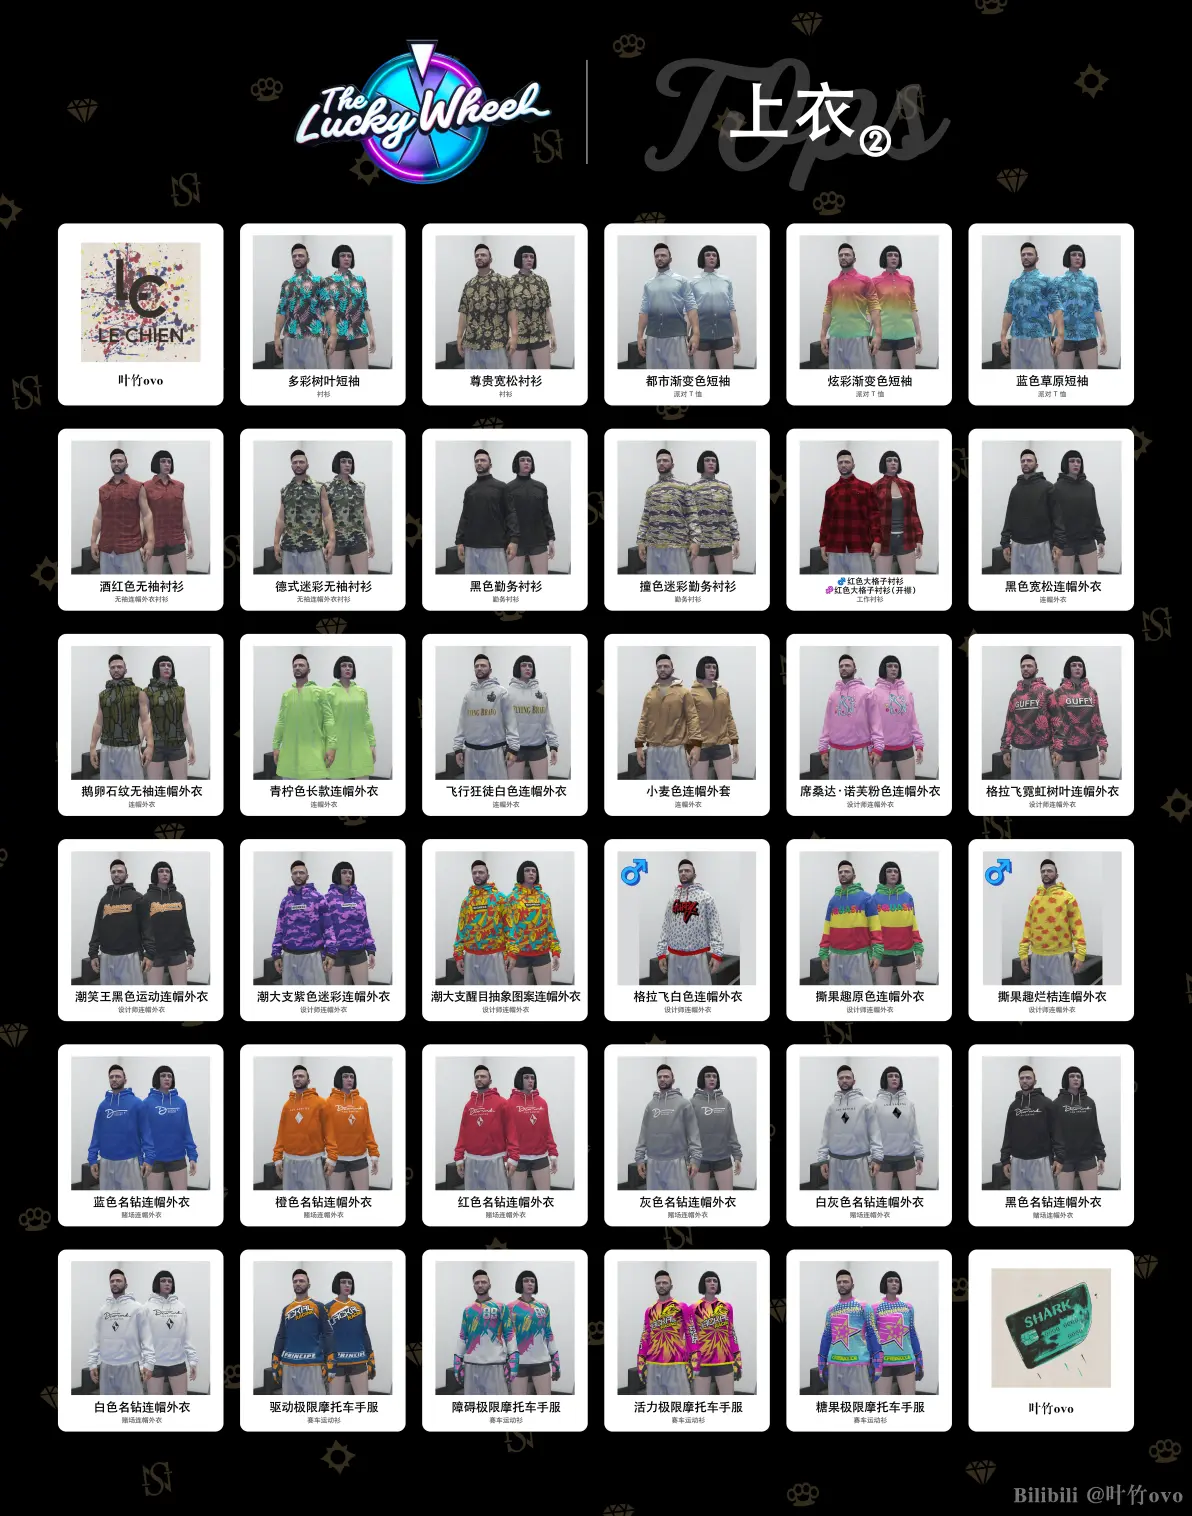 The
Lucky Wheel
Tops
上衣②
LE CHIEN
叶竹ovo
多彩树叶短袖
衬衫
尊贵宽松衬衫
衬衫
都市渐变色短袖
派对 T 恤
炫彩渐变色短袖
派对 T 恤
蓝色草原短袖
派对 T 恤
酒红色无袖衬衫
无袖连帽外衣衬衫
德式迷彩无袖衬衫
无袖连帽外衣衬衫
黑色勤务衬衫
勤务衬衫
撞色迷彩勤务衬衫
勤务衬衫
红色大格子衬衫
红色大格子衬衫(开襟)
工作衬衫
黑色宽松连帽外衣
连帽外衣
鹅卵石纹无袖连帽外衣
连帽外衣
青柠色长款连帽外衣
连帽外衣
飞行狂徒白色连帽外衣
连帽外衣
小麦色连帽外套
连帽外衣
席桑达·诺芙粉色连帽外衣
设计师连帽外衣
GUFFY
GUFFY
格拉飞霓虹树叶连帽外衣
设计师连帽外衣
潮笑王黑色运动连帽外衣
设计师连帽外衣
潮大支紫色迷彩连帽外衣
设计师连帽外衣
潮大支醒目抽象图案连帽外衣
设计师连帽外衣
格拉飞白色连帽外衣
设计师连帽外衣
撕果趣原色连帽外衣
设计师连帽外衣
撕果趣烂桔连帽外衣
设计师连帽外衣
蓝色名钻连帽外衣
赌场连帽外衣
橙色名钻连帽外衣
赌场连帽外衣
红色名钻连帽外衣
赌场连帽外衣
灰色名钻连帽外衣
赌场连帽外衣
白灰色名钻连帽外衣
赌场连帽外衣
黑色名钻连帽外衣
赌场连帽外衣
白色名钻连帽外衣
赌场连帽外衣
PRINCIPE
PRINCIPE
驱动极限摩托车手服
赛车运动衫
障碍极限摩托车手服
赛车运动衫
活力极限摩托车手服
赛车运动衫
糖果极限摩托车手服
赛车运动衫
SHARK
叶竹ovo
Bilibili @叶竹ovo